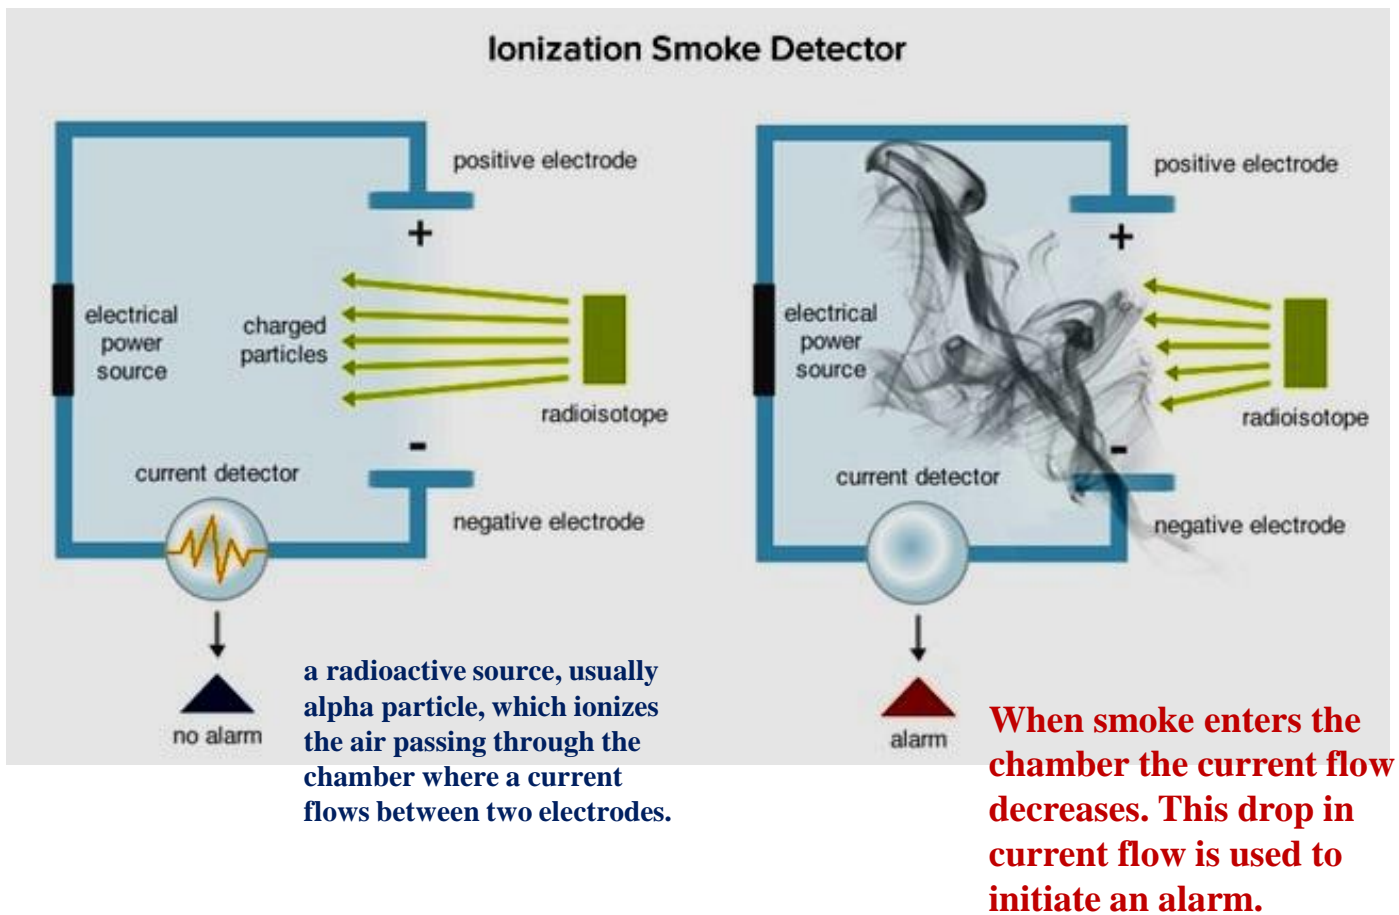 Ionization Smoke Detector
positive electrode
+
electrical
power
source
charged
particles
radioisotope
-
current detector
negative electrode
no alarm
a radioactive source, usually
alpha particle, which ionizes
the air passing through the
chamber where a current
flows between two electrodes.
positive electrode
+
electrical
power
source
radioisotope
-
current detector
negative electrode
alarm
When smoke enters the
chamber the current flow
decreases. This drop in
current flow is used to
initiate an alarm.